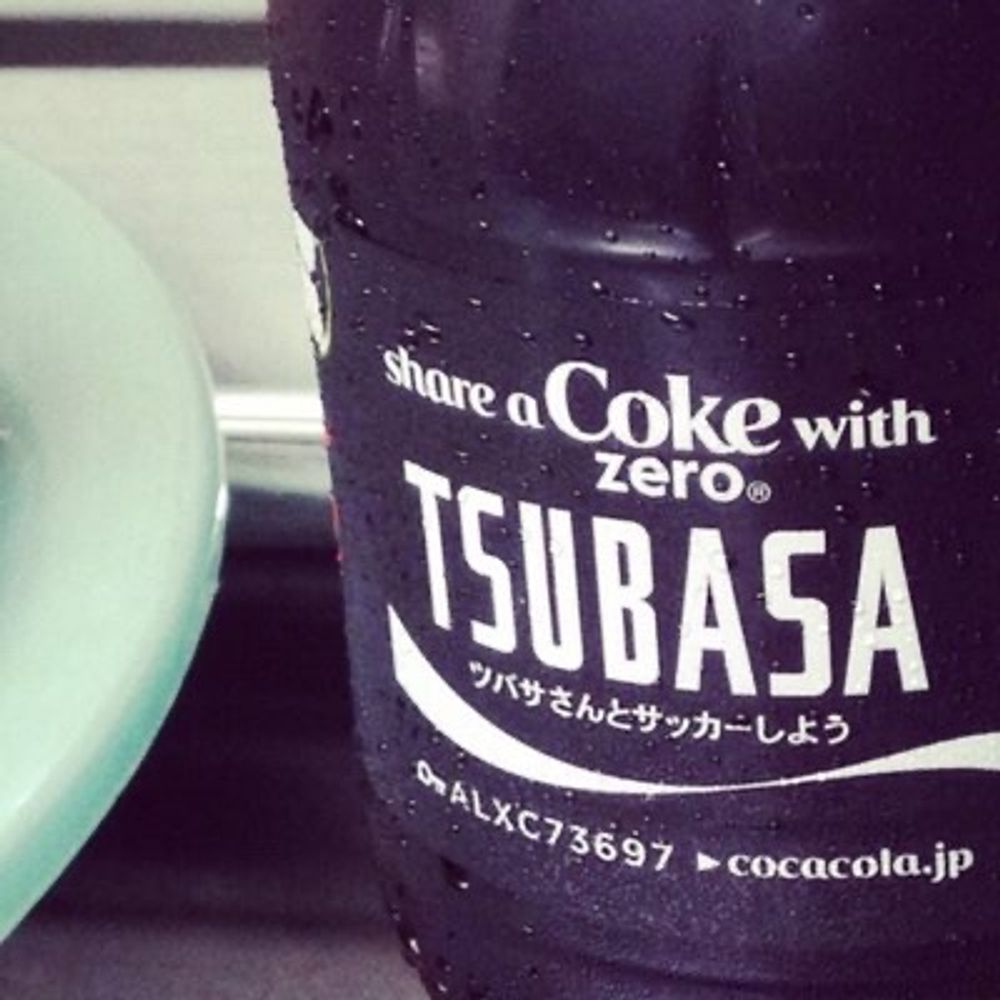 share a Coke with
zero®
TSUBASA
ツバサさんとサッカーしよう
ALXC73697 ►cocacola.jp